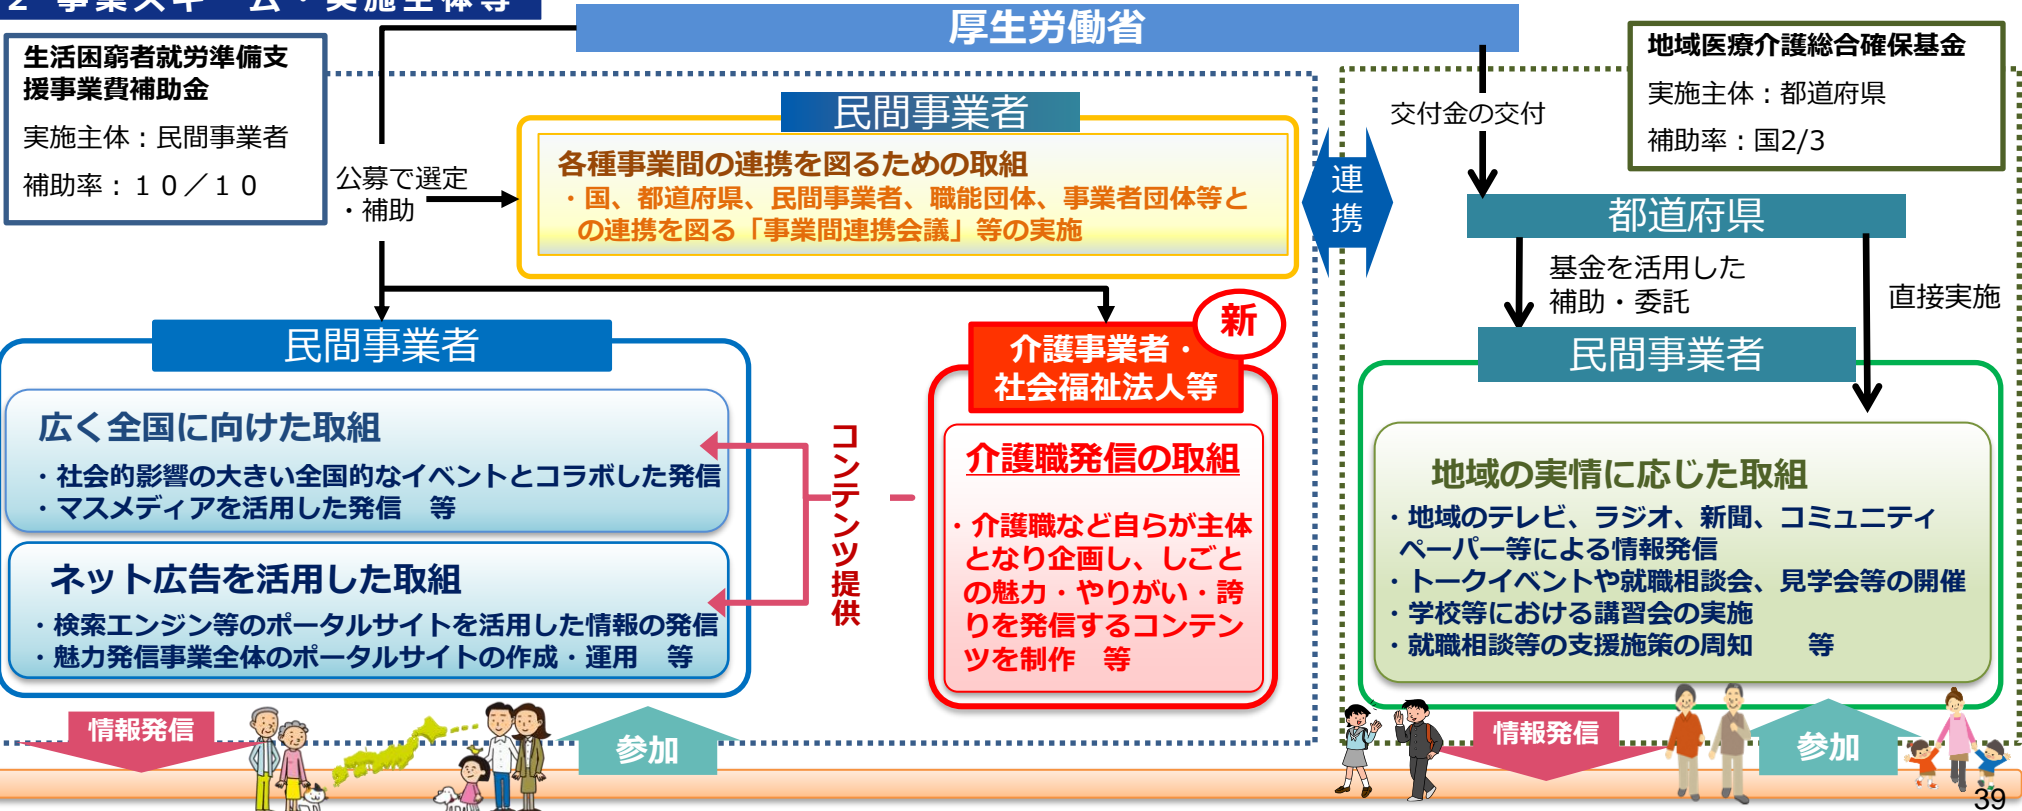 2 事業スキーム・実施主体等
厚生労働省
生活困窮者就労準備支
援事業費補助金
実施主体：民間事業者
補助率：１０／１０
公募で選定
・補助
民間事業者
各種事業間の連携を図るための取組
・国、都道府県、民間事業者、職能団体、事業者団体等と
の連携を図る「事業間連携会議」等の実施
連
携
交付金の交付
地域医療介護総合確保基金
実施主体：都道府県
補助率：国2/3
都道府県
基金を活用した
補助・委託
直接実施
民間事業者
広く全国に向けた取組
・社会的影響の大きい全国的なイベントとコラボした発信
・マスメディアを活用した発信　等
ネット広告を活用した取組
・検索エンジン等のポータルサイトを活用した情報の発信
・魅力発信事業全体のポータルサイトの作成・運用　等
コンテンツ提供
新
介護事業者・
社会福祉法人等
介護職発信の取組
・介護職など自らが主体
となり企画し、しごと
の魅力・やりがい・誇
りを発信するコンテン
ツを制作　等
民間事業者
地域の実情に応じた取組
・地域のテレビ、ラジオ、新聞、コミュニティ
ペーパー等による情報発信
・トークイベントや就職相談会、見学会等の開催
・学校等における講習会の実施
・就職相談等の支援施策の周知　　等
情報発信
参加
情報発信
参加
39